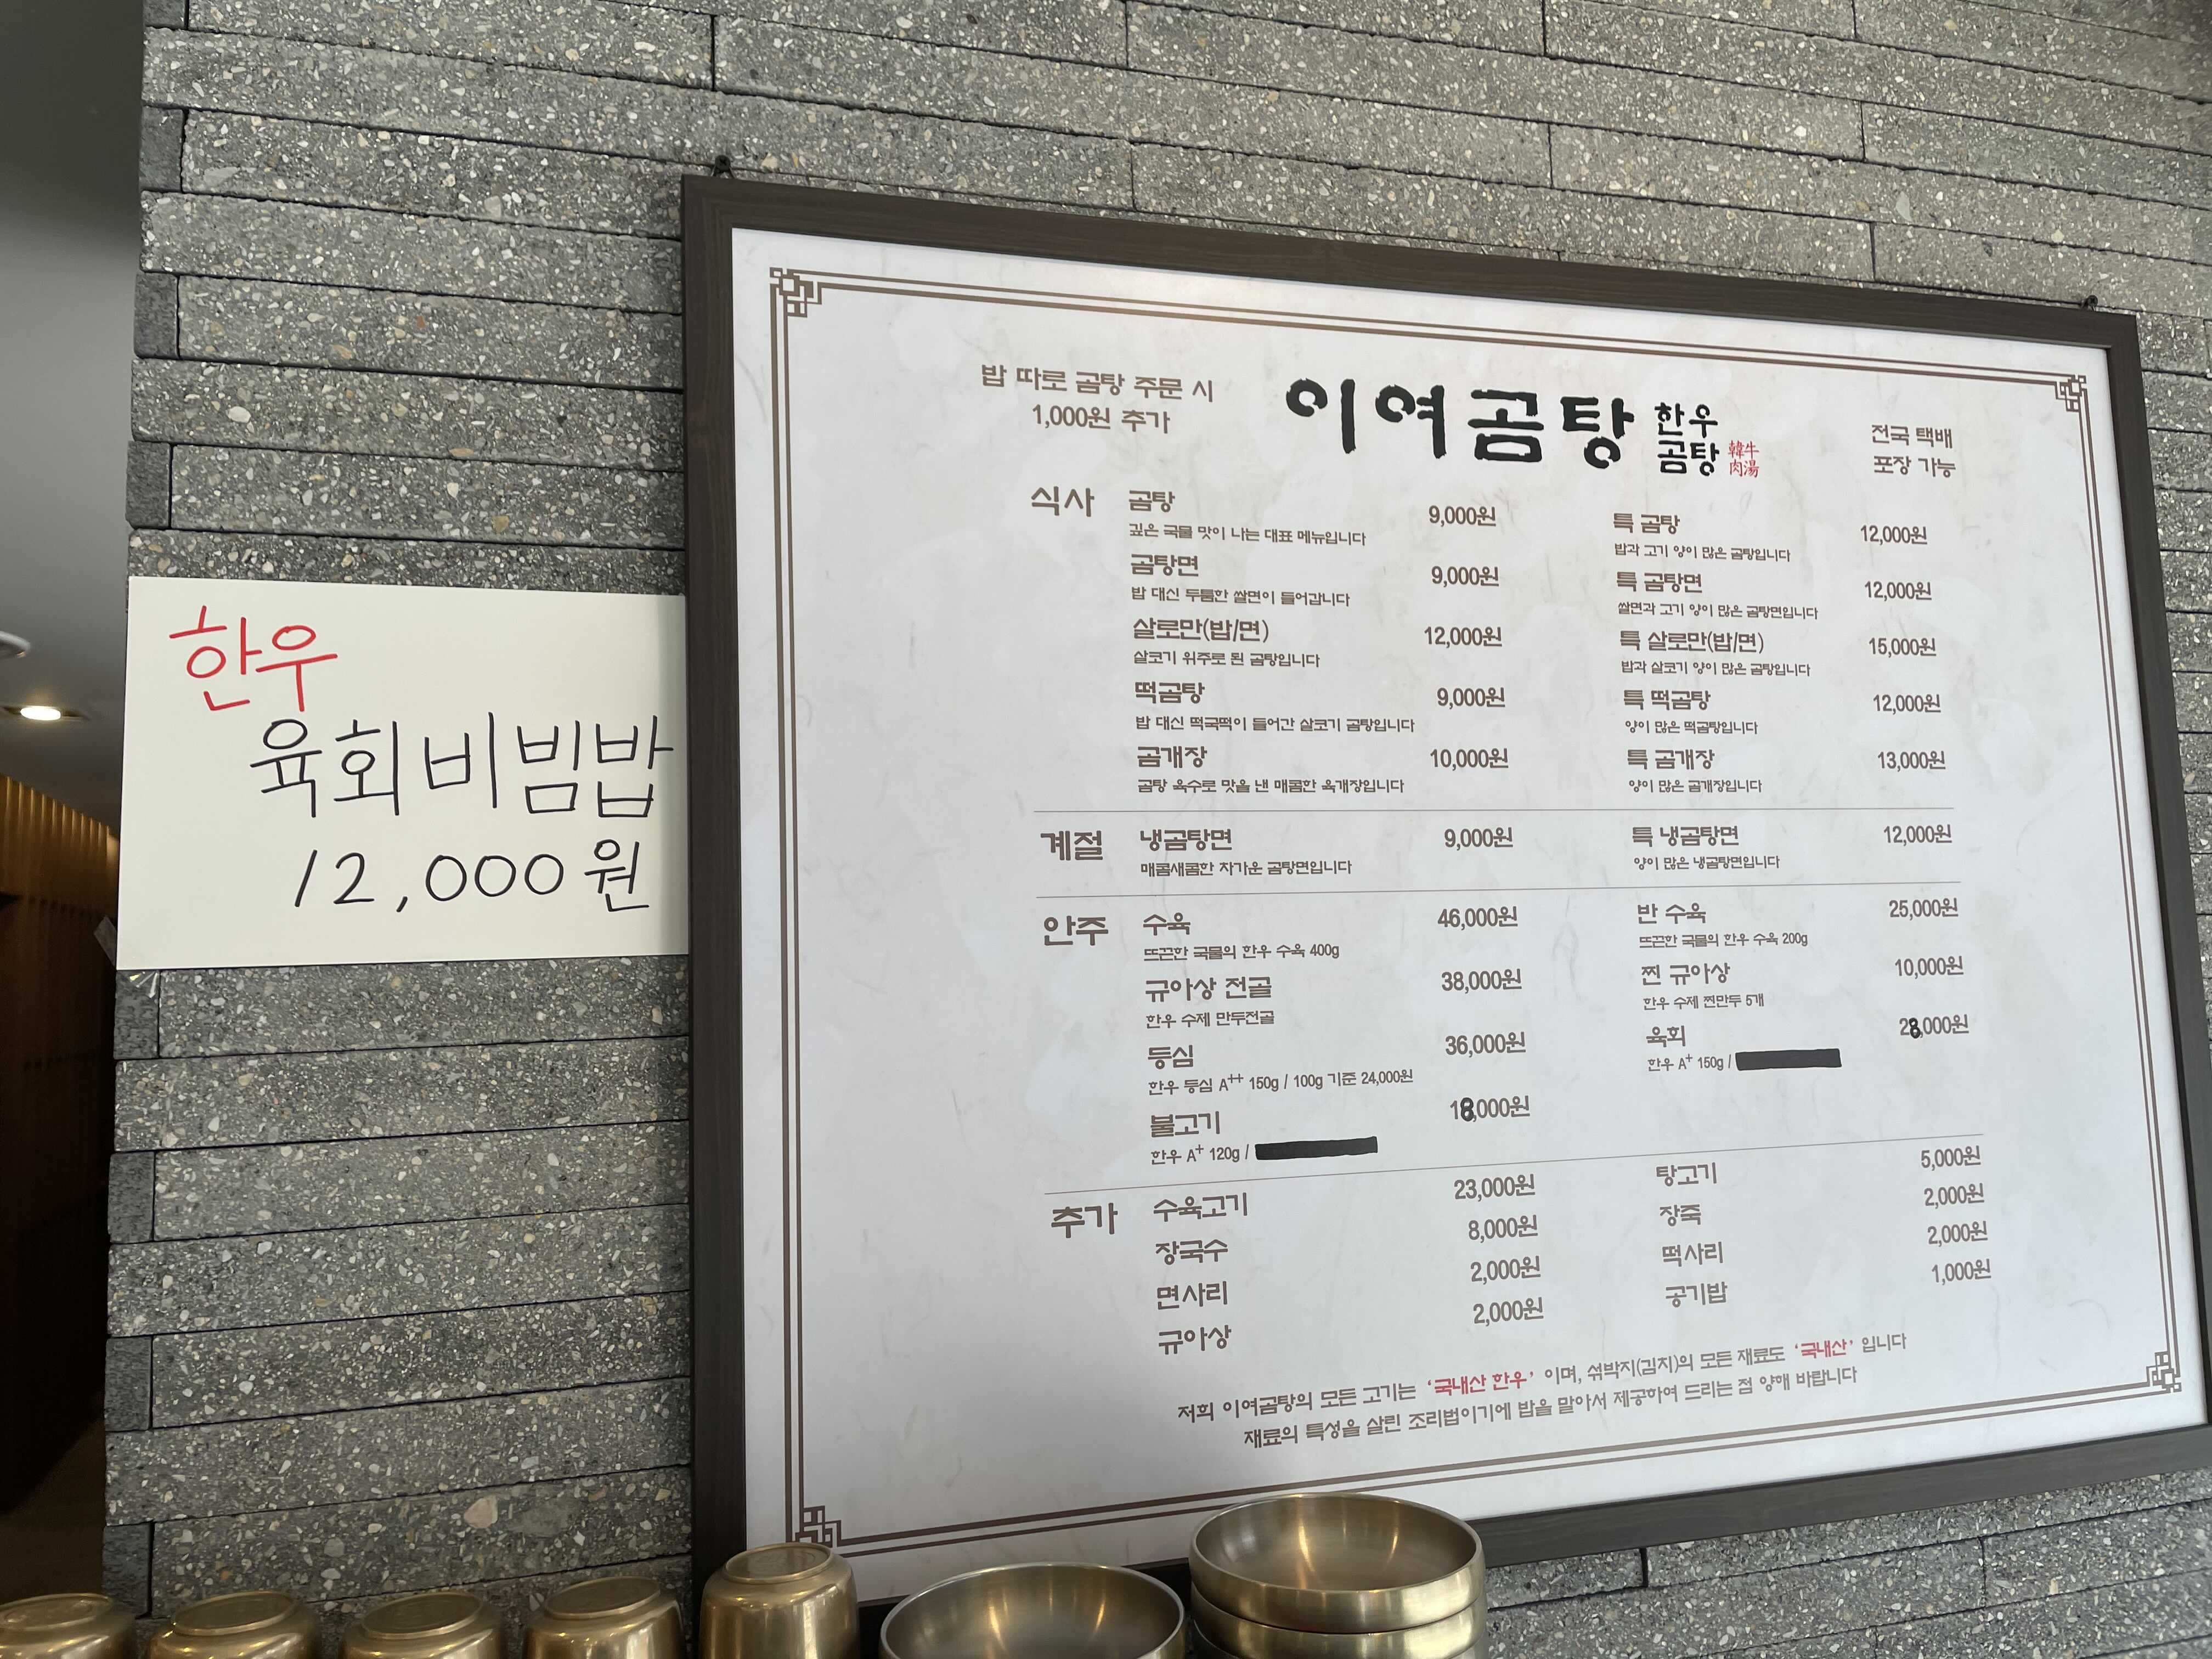 한우
육회비빔밥
12,000원
밥 따로 곰탕 주문 시
1,000원 추가
이여곰탕 한우 곰탕 韓牛 肉湯
전국 택배
포장 가능
식사
곰탕 9,000원 특 곰탕 12,000원
깊은 국물 맛이 나는 대표 메뉴입니다 밥과 고기 양이 많은 곰탕입니다
곰탕면 9,000원 특 곰탕면 12,000원
밥 대신 두툼한 쌀면이 들어갑니다 쌀면과 고기 양이 많은 곰탕면입니다
살로만(밥/면) 12,000원 특 살로만(밥/면) 15,000원
살코기 위주로 된 곰탕입니다 밥과 살코기 양이 많은 곰탕입니다
떡곰탕 9,000원 특 떡곰탕 12,000원
밥 대신 떡국떡이 들어간 살코기 곰탕입니다 양이 많은 떡곰탕입니다
곰개장 10,000원 특 곰개장 13,000원
곰탕 육수로 맛을 낸 매콤한 육개장입니다 양이 많은 곰개장입니다
계절
냉곰탕면 9,000원 특 냉곰탕면 12,000원
매콤새콤한 차가운 곰탕면입니다 양이 많은 냉곰탕면입니다
안주
수육 46,000원 반 수육 25,000원
뜨끈한 국물의 한우 수육 400g 뜨끈한 국물의 한우 수육 200g
규아상 전골 38,000원 찐 규아상 10,000원
한우 수제 만두전골 한우 수제 찐만두 5개
등심 36,000원 육회 28,000원
한우 등심 A++ 150g / 100g 기준 24,000원 한우 A+ 150g /
불고기 18,000원
한우 A+ 120g /
추가
수육고기 23,000원 탕고기 5,000원
장국수 8,000원 장죽 2,000원
면사리 2,000원 떡사리 2,000원
규아상 2,000원 공기밥 1,000원
저희 이여곰탕의 모든 고기는 '국내산 한우' 이며, 섞박지(김치)의 모든 재료도 '국내산' 입니다
재료의 특성을 살린 조리법이기에 밥을 말아서 제공하여 드리는 점 양해 바랍니다